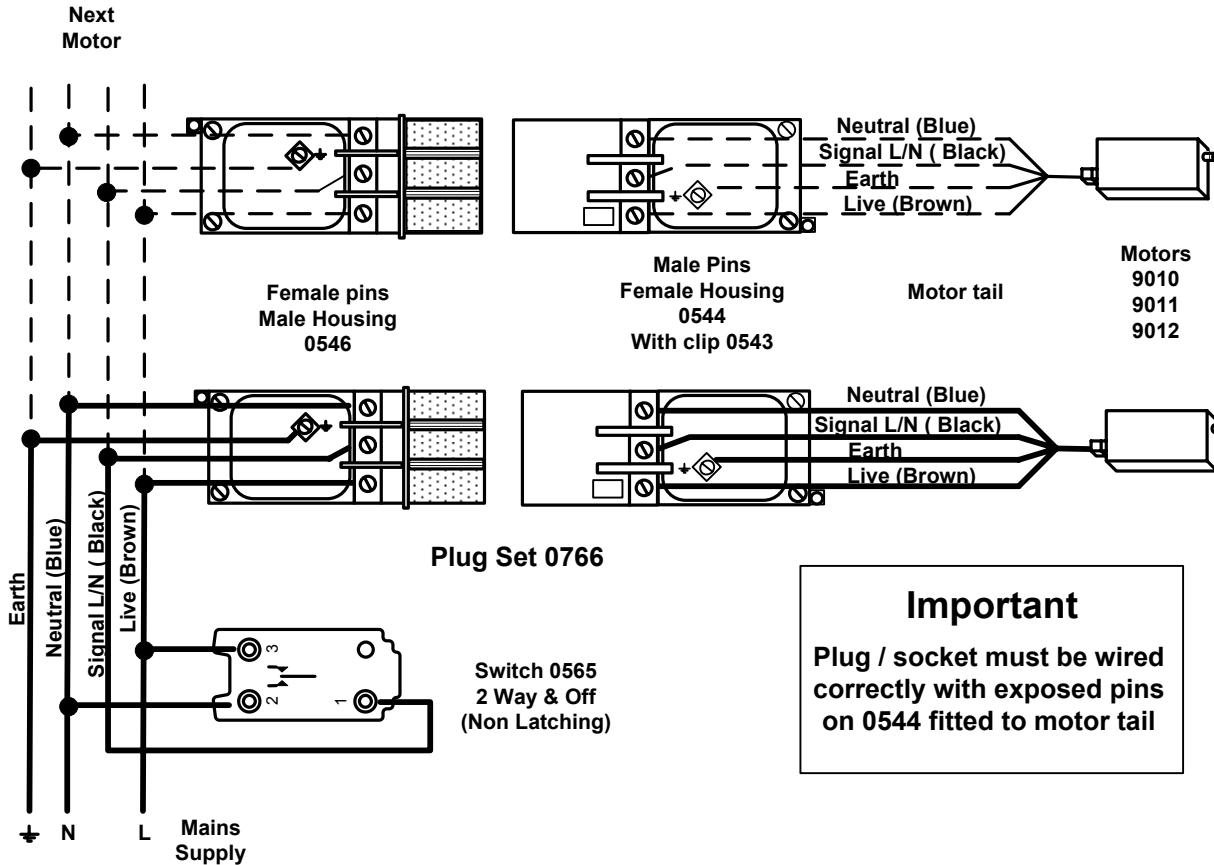 Next
Motor
Neutral (Blue)
Signal L/N ( Black)
Earth
Live (Brown)
Female pins
Male Housing
0546
Male Pins
Female Housing
0544
With clip 0543
Motor tail
Motors
9010
9011
9012
Neutral (Blue)
Signal L/N ( Black)
Earth
Live (Brown)
Plug Set 0766
Earth
Neutral (Blue)
Signal L/N ( Black)
Live (Brown)
3
2
1
Switch 0565
2 Way & Off
(Non Latching)
Important
Plug / socket must be wired
correctly with exposed pins
on 0544 fitted to motor tail
N
L
Mains
Supply